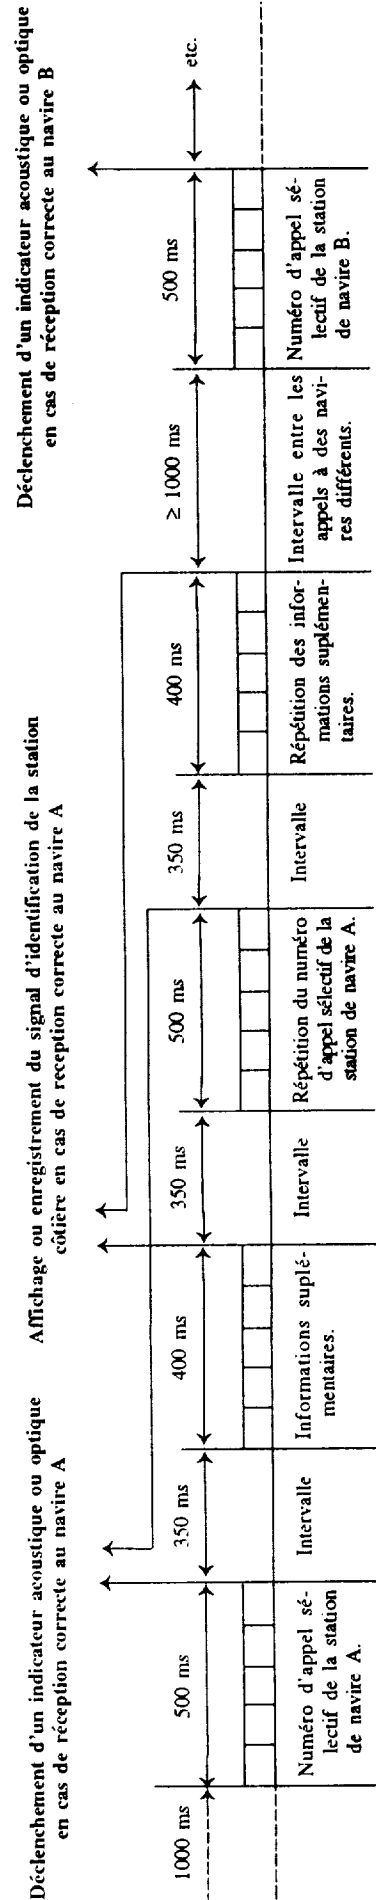 Déclenchement d'un indicateur acoustique ou optique
en cas de réception correcte au navire A
Affichage ou enregistrement du signal d'identification de la station
côtière en cas de reception correcte au navire A
Déclenchement d'un indicateur acoustique ou optique
en cas de réception correcte au navire B
1000 ms
500 ms
350 ms
400 ms
350 ms
500 ms
350 ms
400 ms
≥ 1000 ms
500 ms
etc.
Numéro d'appel sé-
lectif de la station
de navire A.
Intervalle
Informations suplé-
mentaires.
Intervalle
Répétition du numéro
d'appel sélectif de la
station de navire A.
Intervalle
Répétition des infor-
mations suplémen-
taires.
Intervalle entre les
appels à des navi-
res différents.
Numéro d'appel sé-
lectif de la station
de navire B.